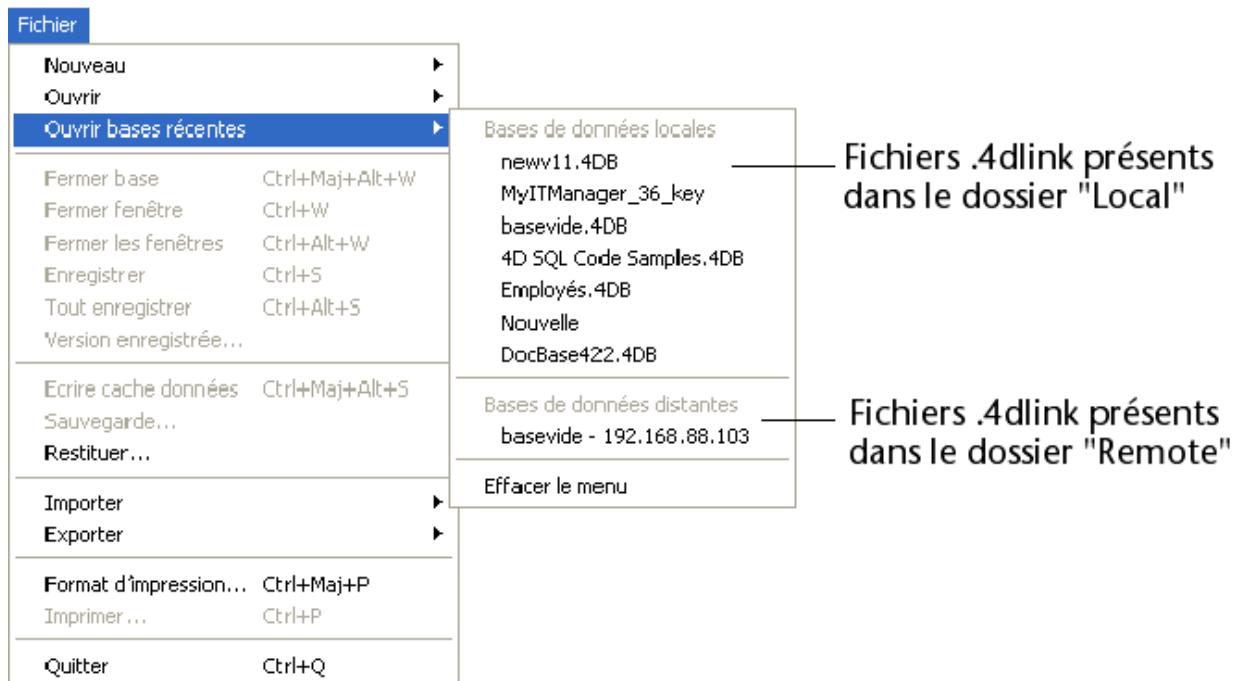 Fichier
Nouveau
Ouvrir
Ouvrir bases récentes
Fermer base Ctrl+Maj+Alt+W
Fermer fenêtre Ctrl+W
Fermer les fenêtres Ctrl+Alt+W
Enregistrer Ctrl+S
Tout enregistrer Ctrl+Alt+S
Version enregistrée...
Ecrire cache données Ctrl+Maj+Alt+S
Sauvegarde...
Restituer...
Importer
Exporter
Format d'impression... Ctrl+Maj+P
Imprimer... Ctrl+P
Quitter Ctrl+Q
Bases de données locales
newv11.4DB
MyITManager_36_key
basevide.4DB
4D SQL Code Samples.4DB
Employés.4DB
Nouvelle
DocBase422.4DB
Bases de données distantes
basevide - 192.168.88.103
Effacer le menu
Fichiers .4dlink présents
dans le dossier "Local"
Fichiers .4dlink présents
dans le dossier "Remote"